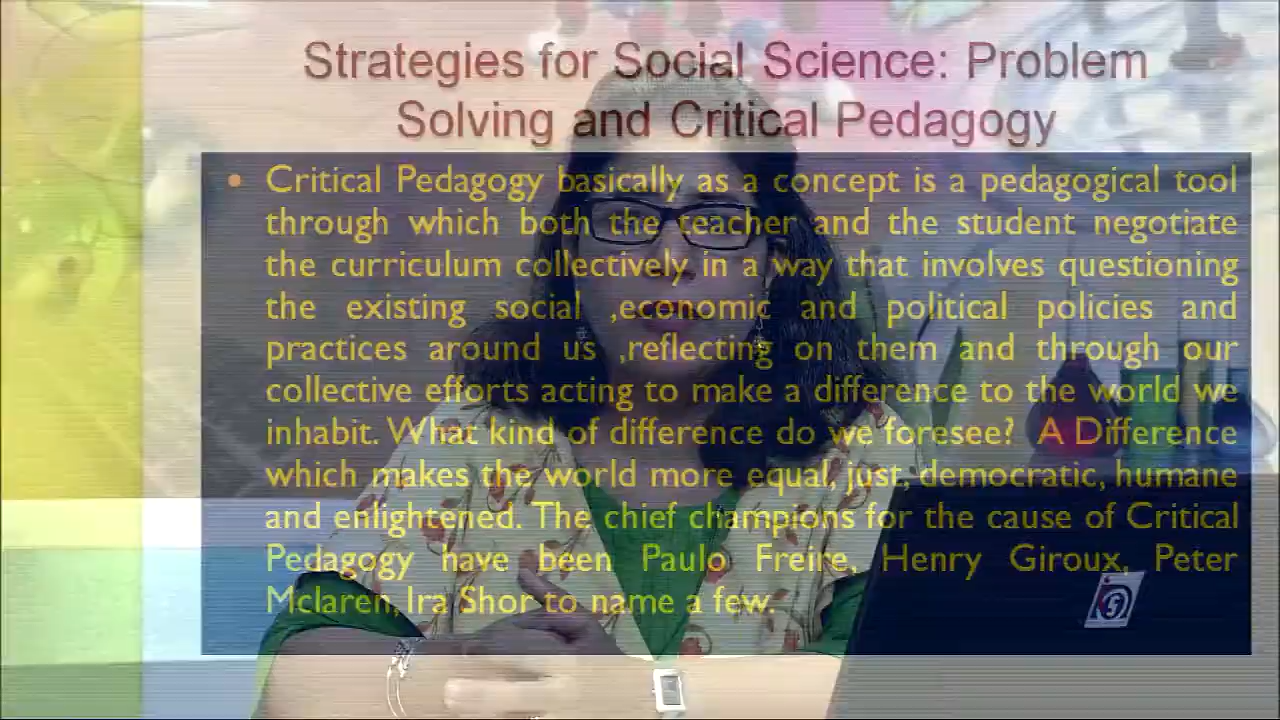 Strategies for Social Science: Problem
Solving and Critical Pedagogy
• Critical Pedagogy basically as a concept is a pedagogical tool
through which both the teacher and the student negotiate
the curriculum collectively in a way that involves questioning
the existing social ,economic and political policies and
practices around us ,reflecting on them and through our
collective efforts acting to make a difference to the world we
inhabit. What kind of difference do we foresee? A Difference
which makes the world more equal, just, democratic, humane
and enlightened. The chief champions for the cause of Critical
Pedagogy have been Paulo Freire, Henry Giroux, Peter
Mclaren, Ira Shor to name a few.